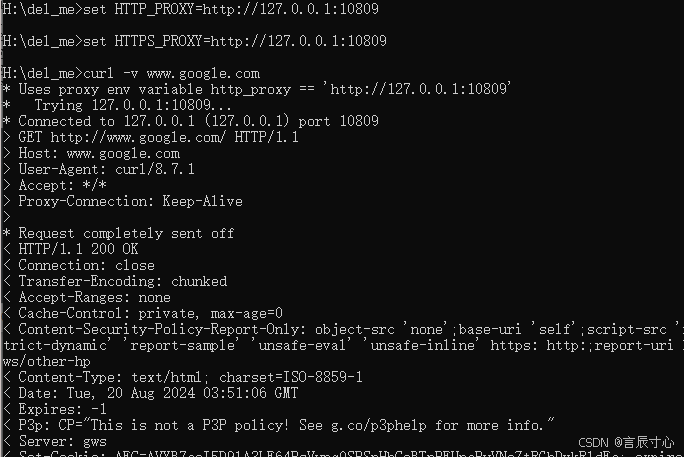 H:\del_me>set HTTP_PROXY=http://127.0.0.1:10809
H:\del_me>set HTTPS_PROXY=http://127.0.0.1:10809
H:\del_me>curl -v www.google.com
* Uses proxy env variable http_proxy == 'http://127.0.0.1:10809'
*   Trying 127.0.0.1:10809...
* Connected to 127.0.0.1 (127.0.0.1) port 10809
> GET http://www.google.com/ HTTP/1.1
> Host: www.google.com
> User-Agent: curl/8.7.1
> Accept: */*
> Proxy-Connection: Keep-Alive
>
* Request completely sent off
< HTTP/1.1 200 OK
< Connection: close
< Transfer-Encoding: chunked
< Accept-Ranges: none
< Cache-Control: private, max-age=0
< Content-Security-Policy-Report-Only: object-src 'none';base-uri 'self';script-src '
trict-dynamic' 'report-sample' 'unsafe-eval' 'unsafe-inline' https: http:;report-uri
ws/other-hp
< Content-Type: text/html; charset=ISO-8859-1
< Date: Tue, 20 Aug 2024 03:51:06 GMT
< Expires: -1
< P3p: CP="This is not a P3P policy! See g.co/p3phelp for more info."
< Server: gws
CSDN @言辰寸心
< Set-Cookie: